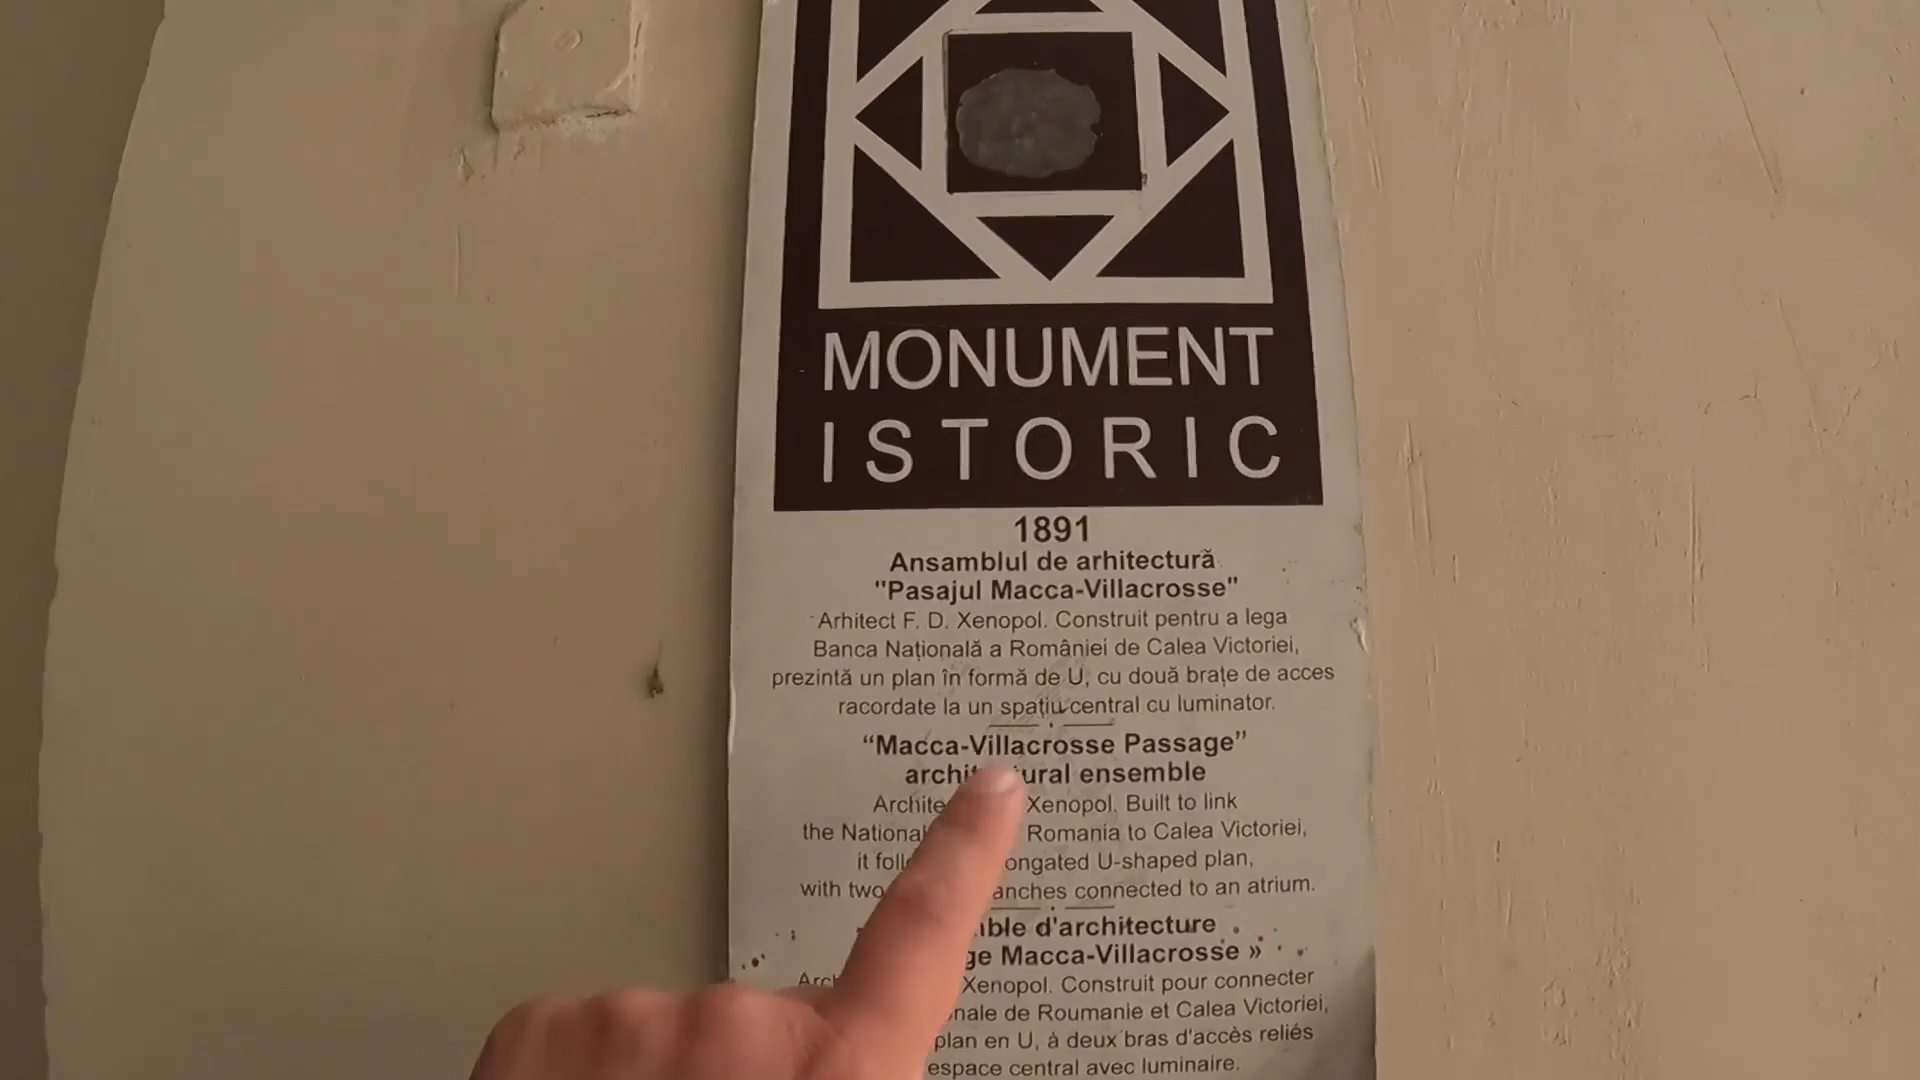 MONUMENT
ISTORIC
1891
Ansamblul de arhitectură
"Pasajul Macca-Villacrosse"
Arhitect F. D. Xenopol. Construit pentru a lega
Banca Națională a României de Calea Victoriei,
prezintă un plan în formă de U, cu două brațe de acces
racordate la un spațiu central cu luminator.
“Macca-Villacrosse Passage”
ensemble
Xenopol. Built to link
the National Romania to Calea Victoriei,
it U-shaped plan,
with two connected to an atrium.
d'architecture
Macca-Villacrosse »
Xenopol. Construit pour connecter
de Roumanie et Calea Victoriei,
plan en U, à deux bras d'accès reliés
espace central avec luminaire.